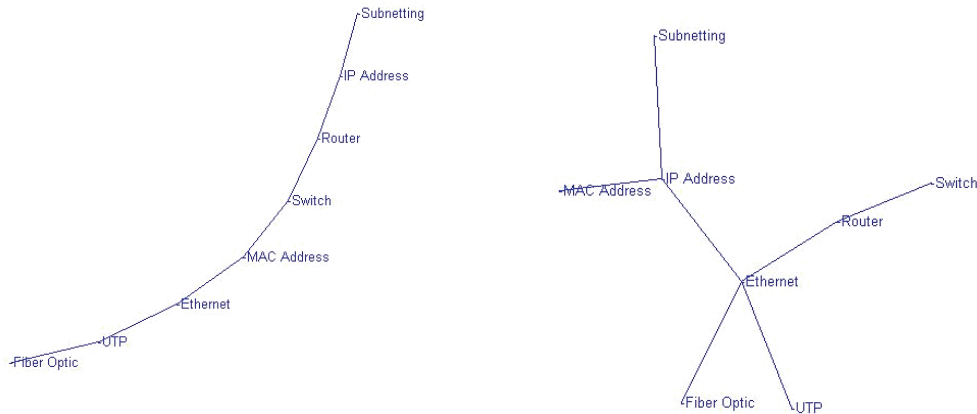 Subnetting
IP Address
Router
Switch
MAC Address
Ethernet
UTP
Fiber Optic
Subnetting
IP Address
MAC Address
Switch
Router
Ethernet
Fiber Optic
UTP